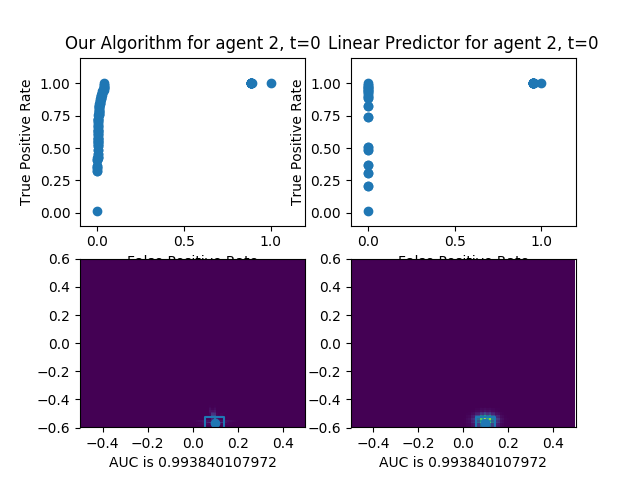 Our Algorithm for agent 2, t=0 Linear Predictor for agent 2, t=0
True Positive Rate
1.00
0.75
0.50
0.25
0.00
0.0 0.5 1.0
False Positive Rate
True Positive Rate
1.00
0.75
0.50
0.25
0.00
0.0 0.5 1.0
False Positive Rate
0.6
0.4
0.2
0.0
−0.2
−0.4
−0.6
−0.4 −0.2 0.0 0.2 0.4
AUC is 0.993840107972
0.6
0.4
0.2
0.0
−0.2
−0.4
−0.6
−0.4 −0.2 0.0 0.2 0.4
AUC is 0.993840107972